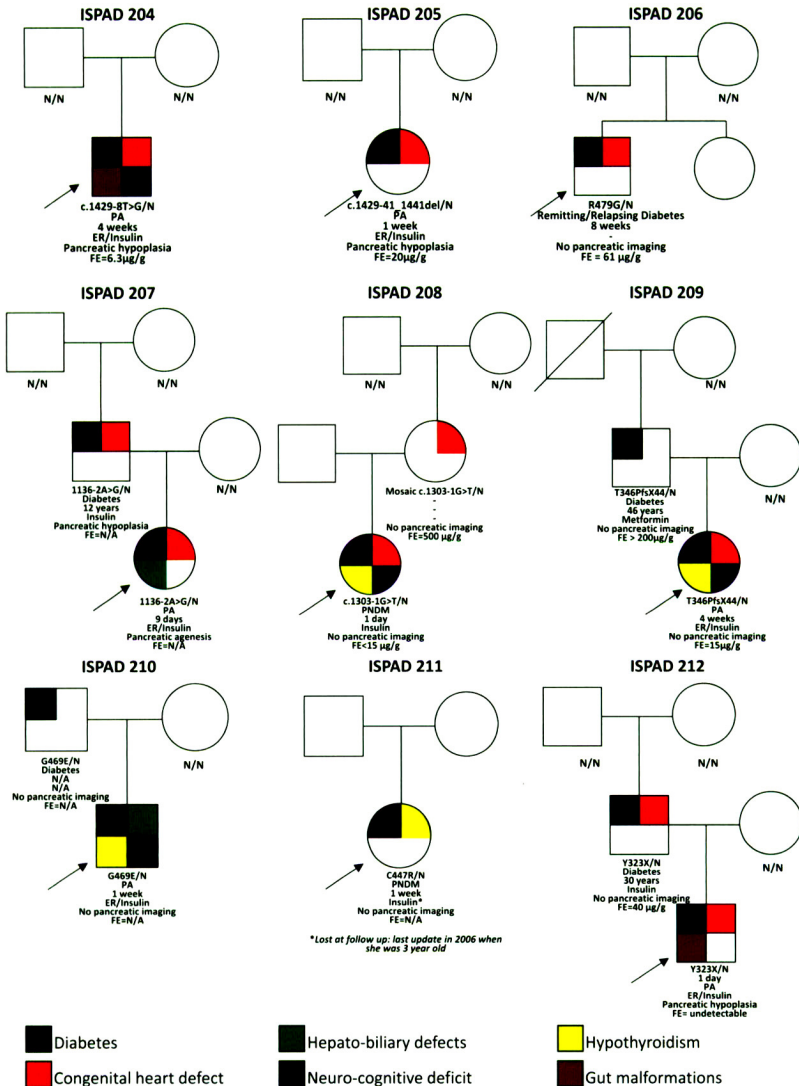 ISPAD 204
N/N
N/N
c.1429-8T>G/N
PA
4 weeks
ER/Insulin
Pancreatic hypoplasia
FE=6.3µg/g
ISPAD 205
N/N
N/N
c.1429-41_1441del/N
PA
1 week
ER/Insulin
Pancreatic hypoplasia
FE=20µg/g
ISPAD 206
N/N
N/N
R479G/N
Remitting/Relapsing Diabetes
8 weeks
-
No pancreatic imaging
FE = 61 µg/g
ISPAD 207
N/N
N/N
1136-2A>G/N
Diabetes
12 years
Insulin
Pancreatic hypoplasia
FE=N/A
N/N
1136-2A>G/N
PA
9 days
ER/Insulin
Pancreatic agenesis
FE=N/A
ISPAD 208
N/N
N/N
Mosaic c.1303-1G>T/N
-
-
-
No pancreatic imaging
FE=500 µg/g
c.1303-1G>T/N
PNDM
1 day
Insulin
No pancreatic imaging
FE<15 µg/g
ISPAD 209
N/N
T346PfsX44/N
Diabetes
46 years
Metformin
No pancreatic imaging
FE > 200µg/g
N/N
T346PfsX44/N
PA
4 weeks
ER/Insulin
No pancreatic imaging
FE=15µg/g
ISPAD 210
G469E/N
Diabetes
N/A
N/A
No pancreatic imaging
FE=N/A
N/N
G469E/N
PA
1 week
ER/Insulin
No pancreatic imaging
FE=N/A
ISPAD 211
C447R/N
PNDM
1 week
Insulin*
No pancreatic imaging
FE=N/A
*Lost at follow up: last update in 2006 when
she was 3 year old
ISPAD 212
N/N
N/N
Y323X/N
Diabetes
30 years
Insulin
No pancreatic imaging
FE=40 µg/g
N/N
Y323X/N
1 day
PA
ER/Insulin
Pancreatic hypoplasia
FE= undetectable
Diabetes
Hepato-biliary defects
Hypothyroidism
Congenital heart defect
Neuro-cognitive deficit
Gut malformations